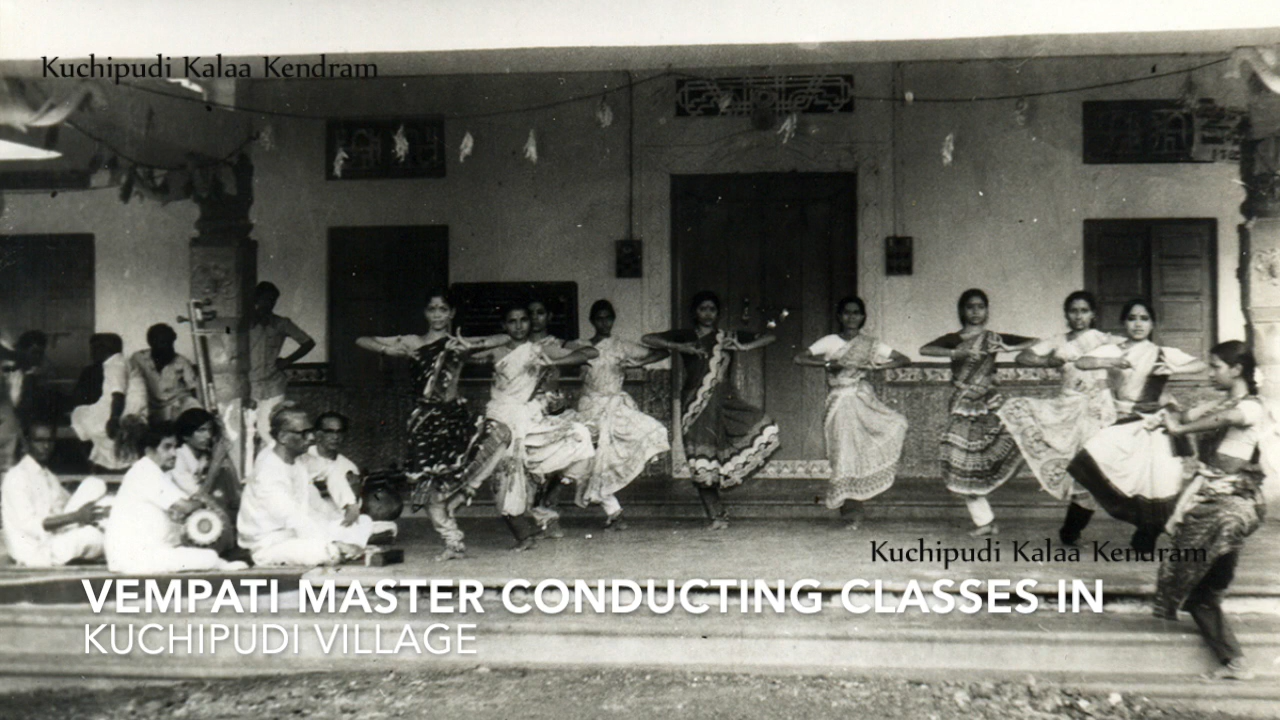 Kuchipudi Kalaa Kendram
Kuchipudi Kalaa Kendram
VEMPATI MASTER CONDUCTING CLASSES IN
KUCHIPUDI VILLAGE